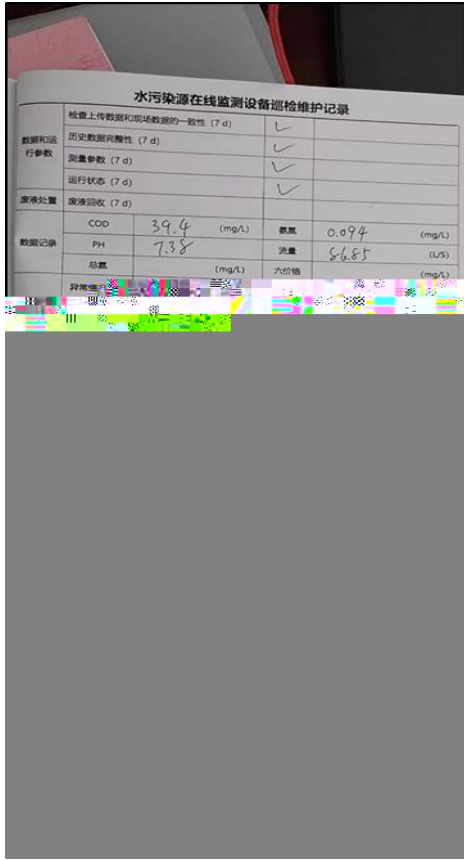 水污染源在线监测设备巡检维护记录
数据和运行参数
检查上传数据和现场数据的一致性（7 d） ✓
历史数据完整性（7 d） ✓
测量参数（7 d） ✓
运行状态（7 d） ✓
废液处置 废液回收（7 d）
数据记录
COD 39.4 (mg/L) 氨氮 0.094 (mg/L)
PH 7.38 流量 86.85 (L/S)
总氮 (mg/L) 六价铬 (mg/L)
异常情